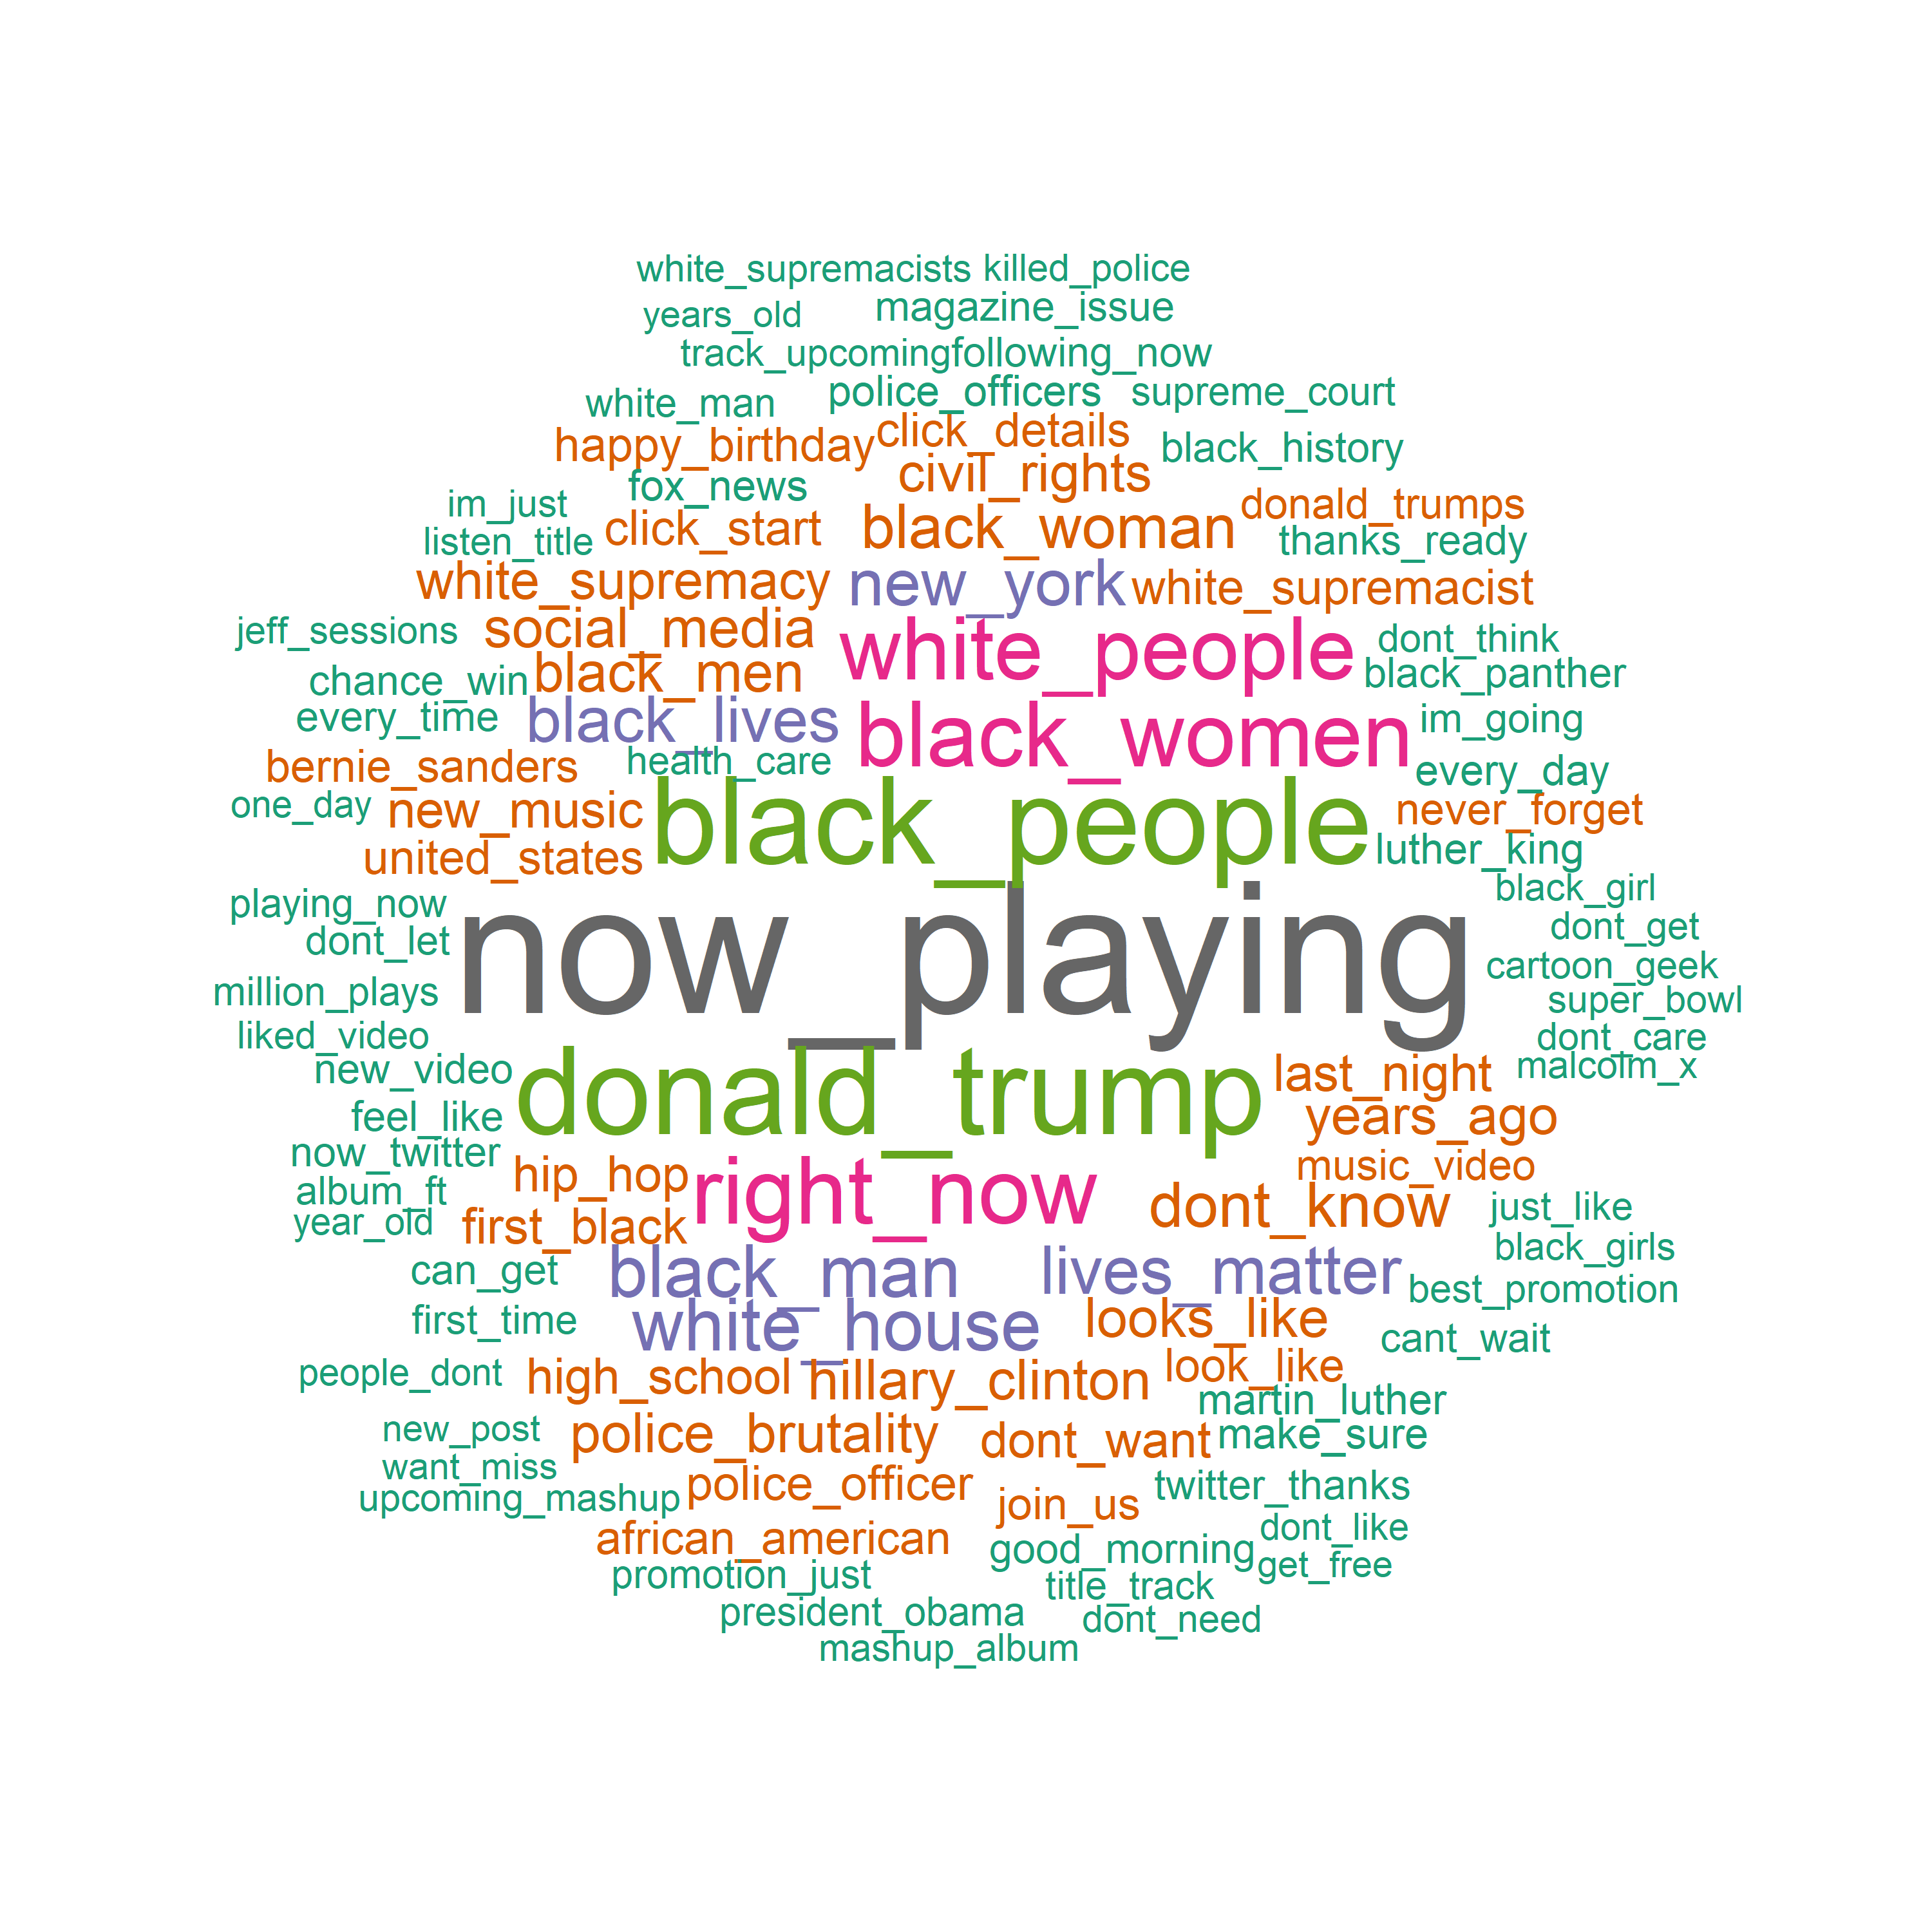 white_supremacists killed_police
years_old magazine_issue
track_upcoming following_now
white_man police_officers supreme_court
happy_birthday click_details black_history
fox_news civil_rights
im_just donald_trumps
listen_title click_start black_woman thanks_ready
white_supremacy new_york white_supremacist
jeff_sessions social_media white_people dont_think
chance_win black_men black_panther
every_time black_lives black_women im_going
bernie_sanders health_care every_day
one_day new_music black_people never_forget
united_states luther_king
playing_now black_girl
dont_let now_playing dont_get
million_plays cartoon_geek
liked_video super_bowl
dont_care
new_video donald_trump last_night malcolm_x
feel_like years_ago
now_twitter hip_hop right_now music_video
album_ft dont_know just_like
year_old first_black black_girls
can_get black_man lives_matter best_promotion
first_time white_house looks_like cant_wait
people_dont high_school hillary_clinton look_like
martin_luther
new_post police_brutality dont_want make_sure
want_miss
upcoming_mashup police_officer join_us twitter_thanks
african_american good_morning dont_like
promotion_just title_track get_free
president_obama dont_need
mashup_album